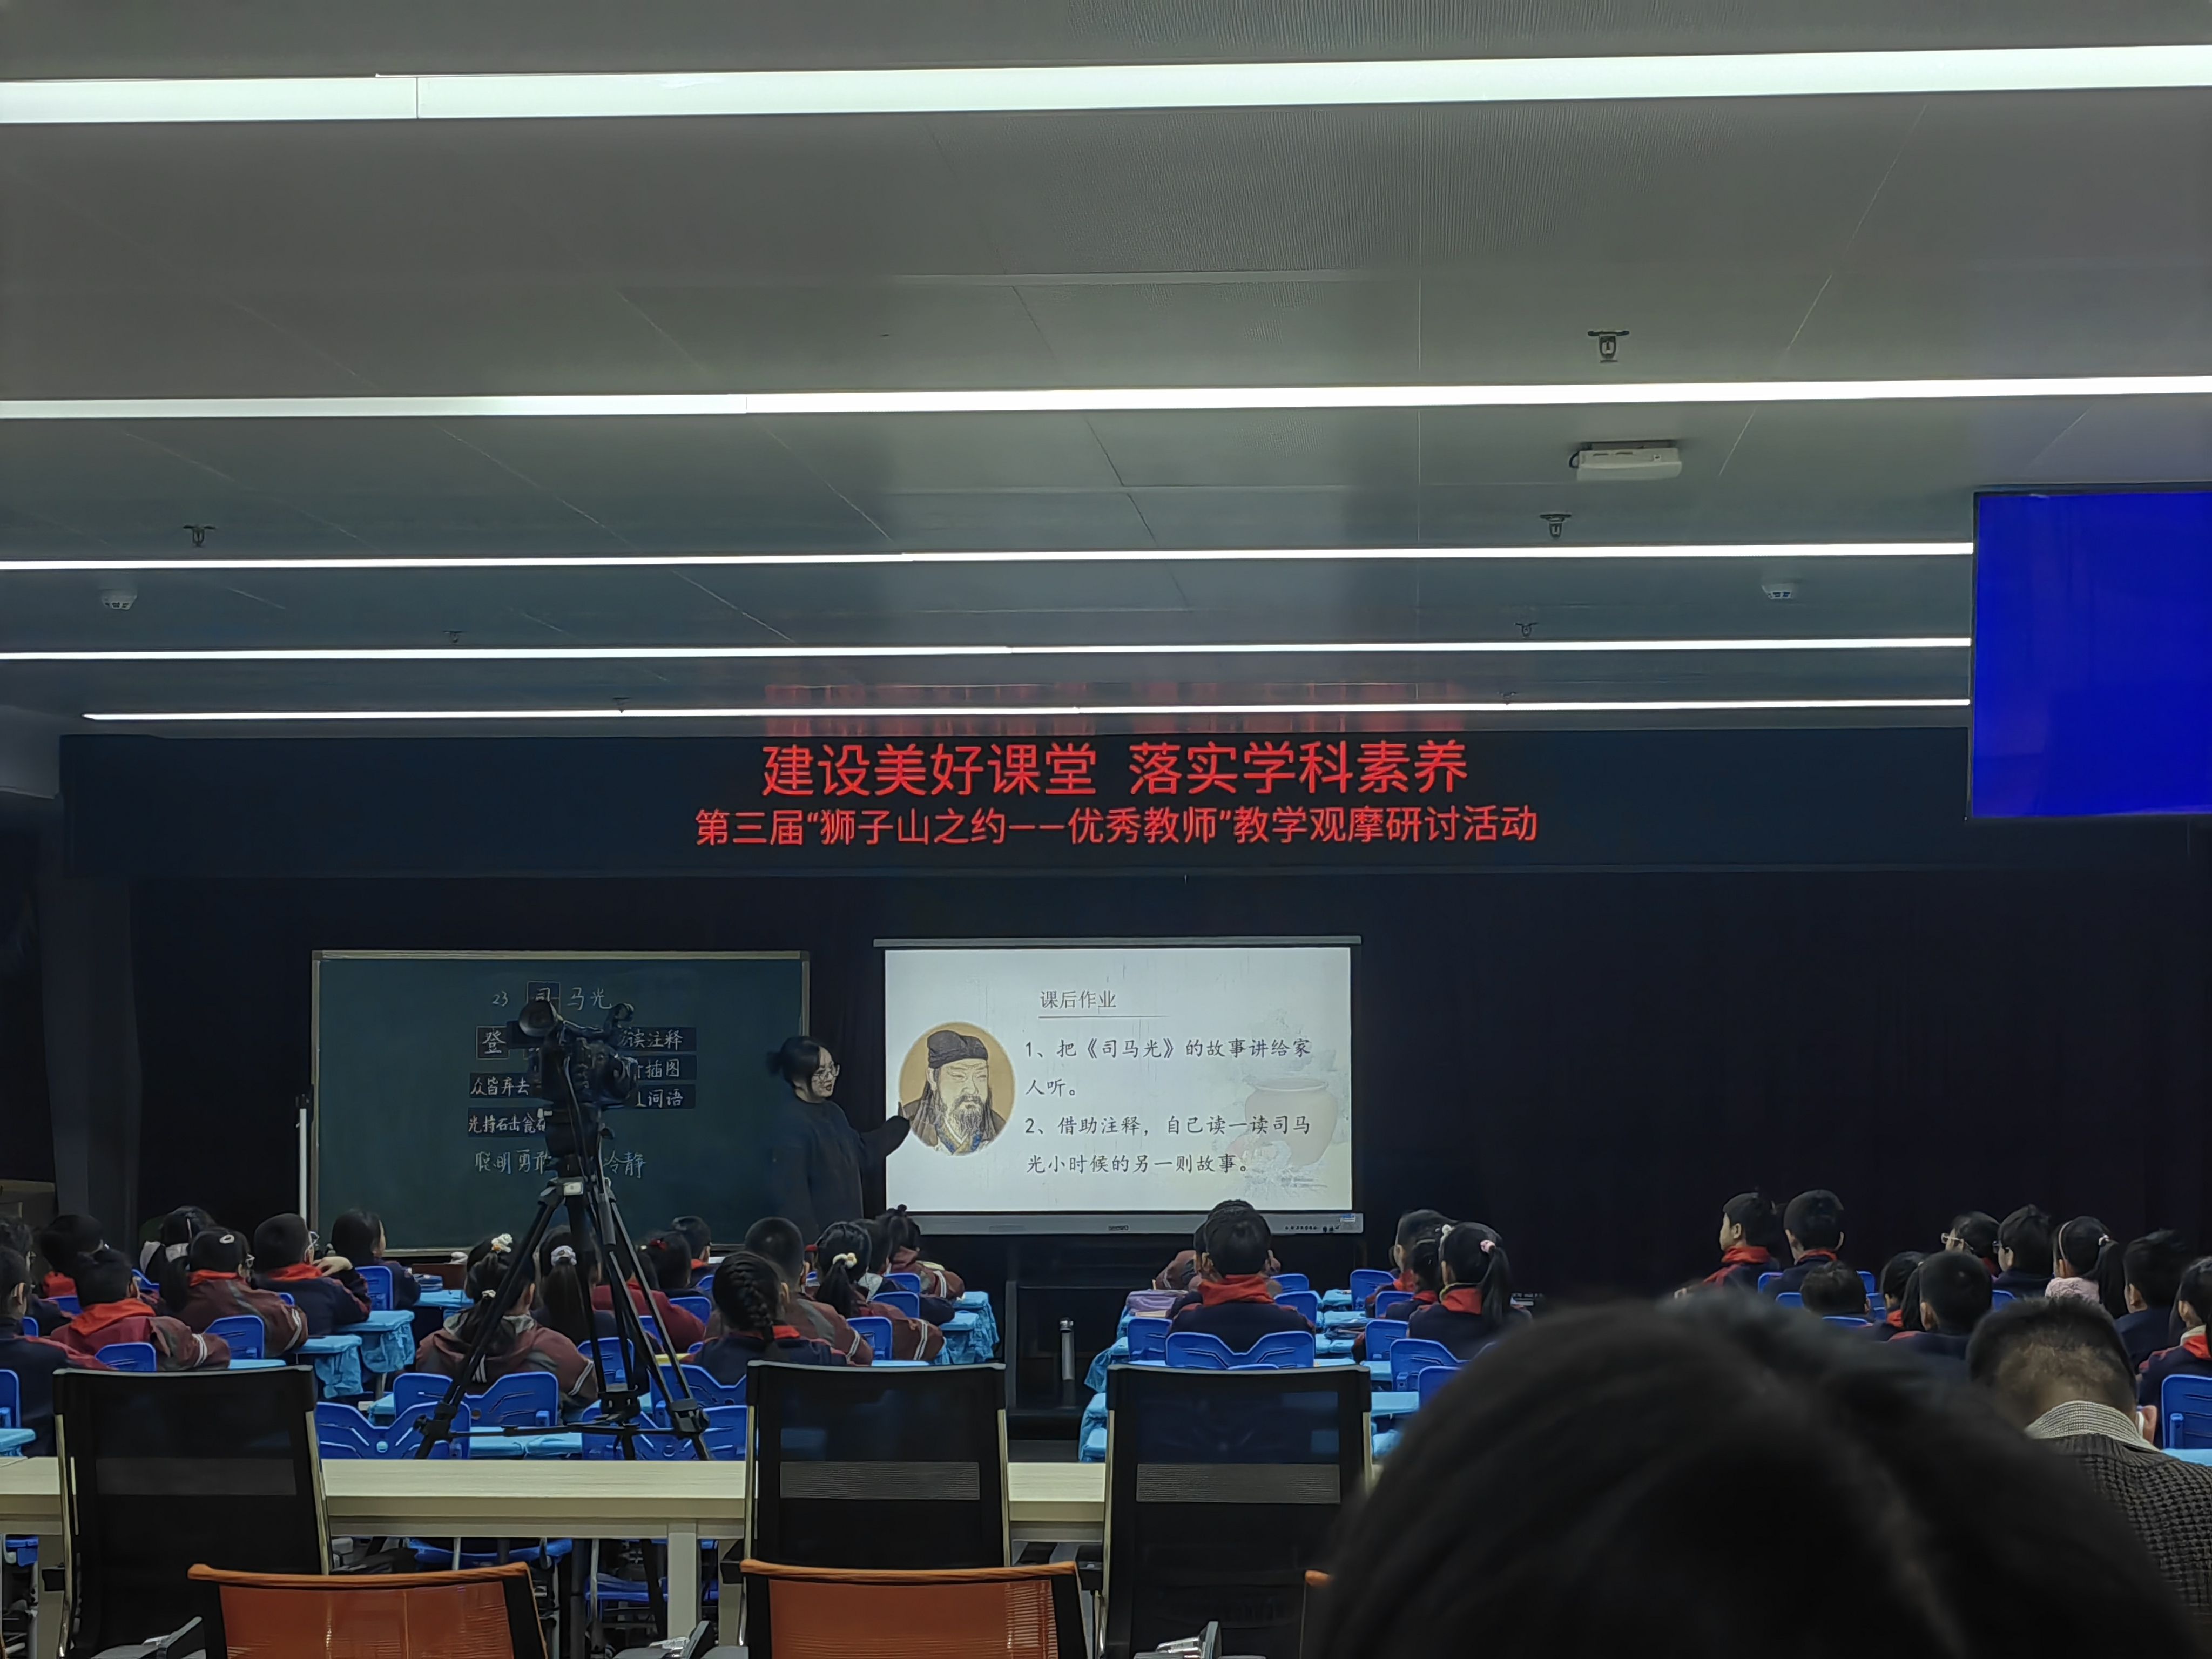 建设美好课堂 落实学科素养
第三届“狮子山之约——优秀教师”教学观摩研讨活动
23 司马光
登
读注释
插图
众皆弃去
词语
光持石击瓮
聪明勇敢 冷静
课后作业
1、把《司马光》的故事讲给家
人听。
2、借助注释，自己读一读司马
光小时候的另一则故事。